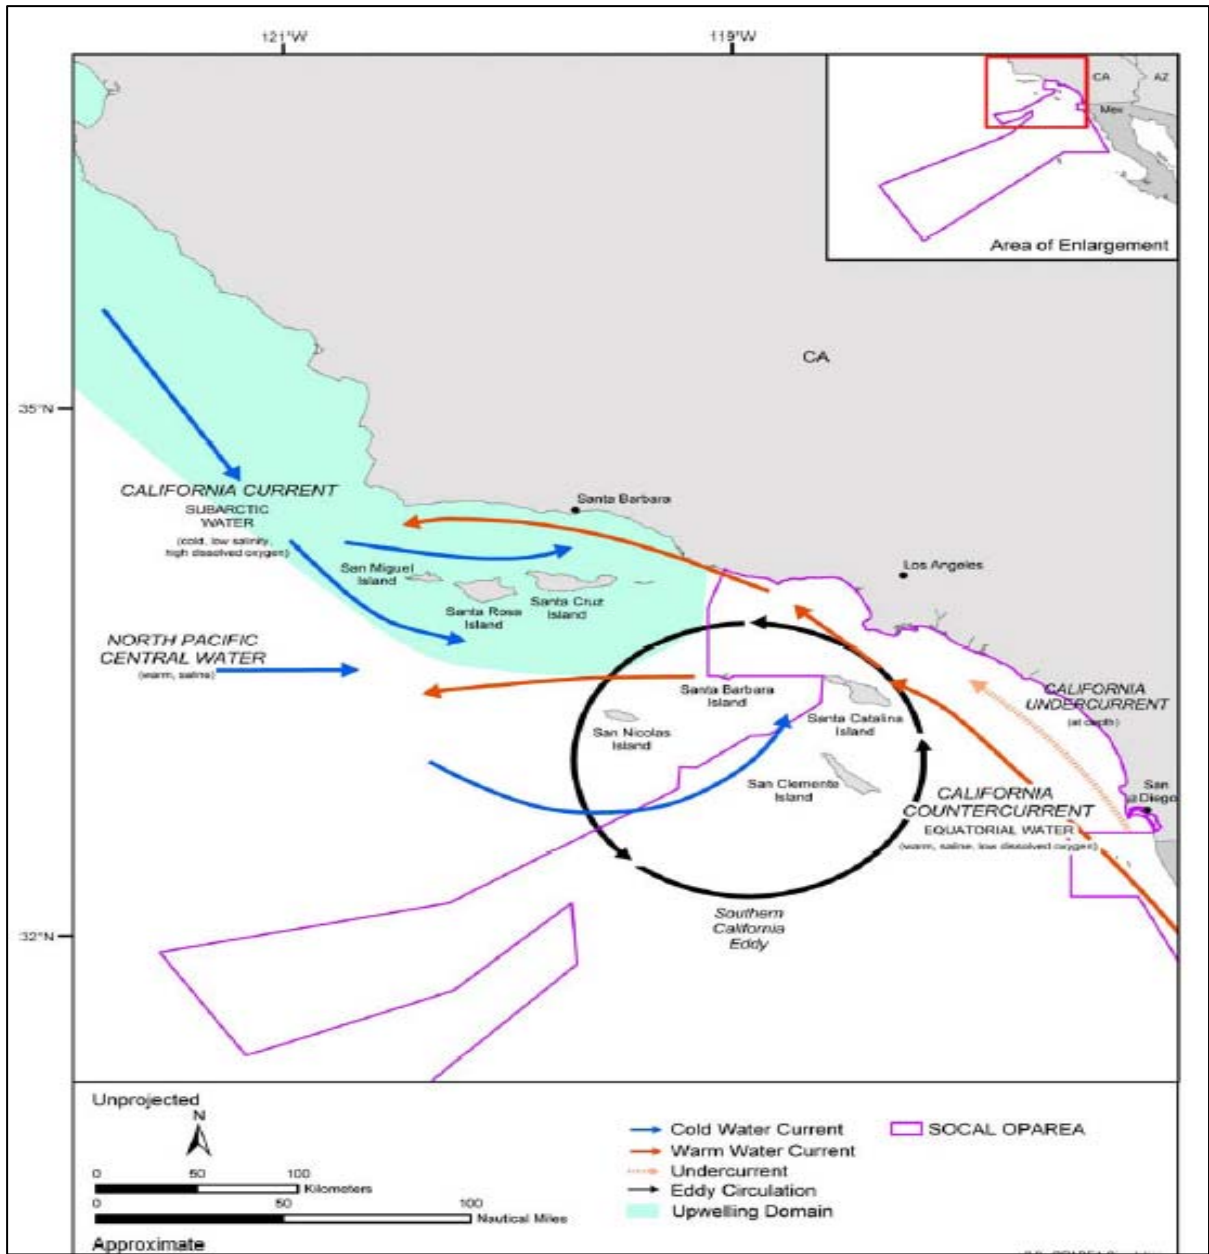 121°W
119°W
CA
AZ
Mex
Area of Enlargement
CA
35°N
CALIFORNIA CURRENT
SUBARCTIC
WATER
(cold, low salinity,
high dissolved oxygen)
Santa Barbara
Los Angeles
San Miguel
Island
Santa Rosa
Island
Santa Cruz
Island
NORTH PACIFIC
CENTRAL WATER
(warm, saline)
Santa Barbara
Island
Santa Catalina
Island
San Nicolas
Island
San Clemente
Island
CALIFORNIA
UNDERCURRENT
(at depth)
San
Diego
CALIFORNIA
COUNTERCURRENT
EQUATORIAL WATER
(warm, saline, low dissolved oxygen)
Southern
California
Eddy
32°N
Unprojected
N
0 50 100
Kilometers
0 50 100
Nautical Miles
Approximate
Cold Water Current
Warm Water Current
Undercurrent
Eddy Circulation
Upwelling Domain
SOCAL OPAREA